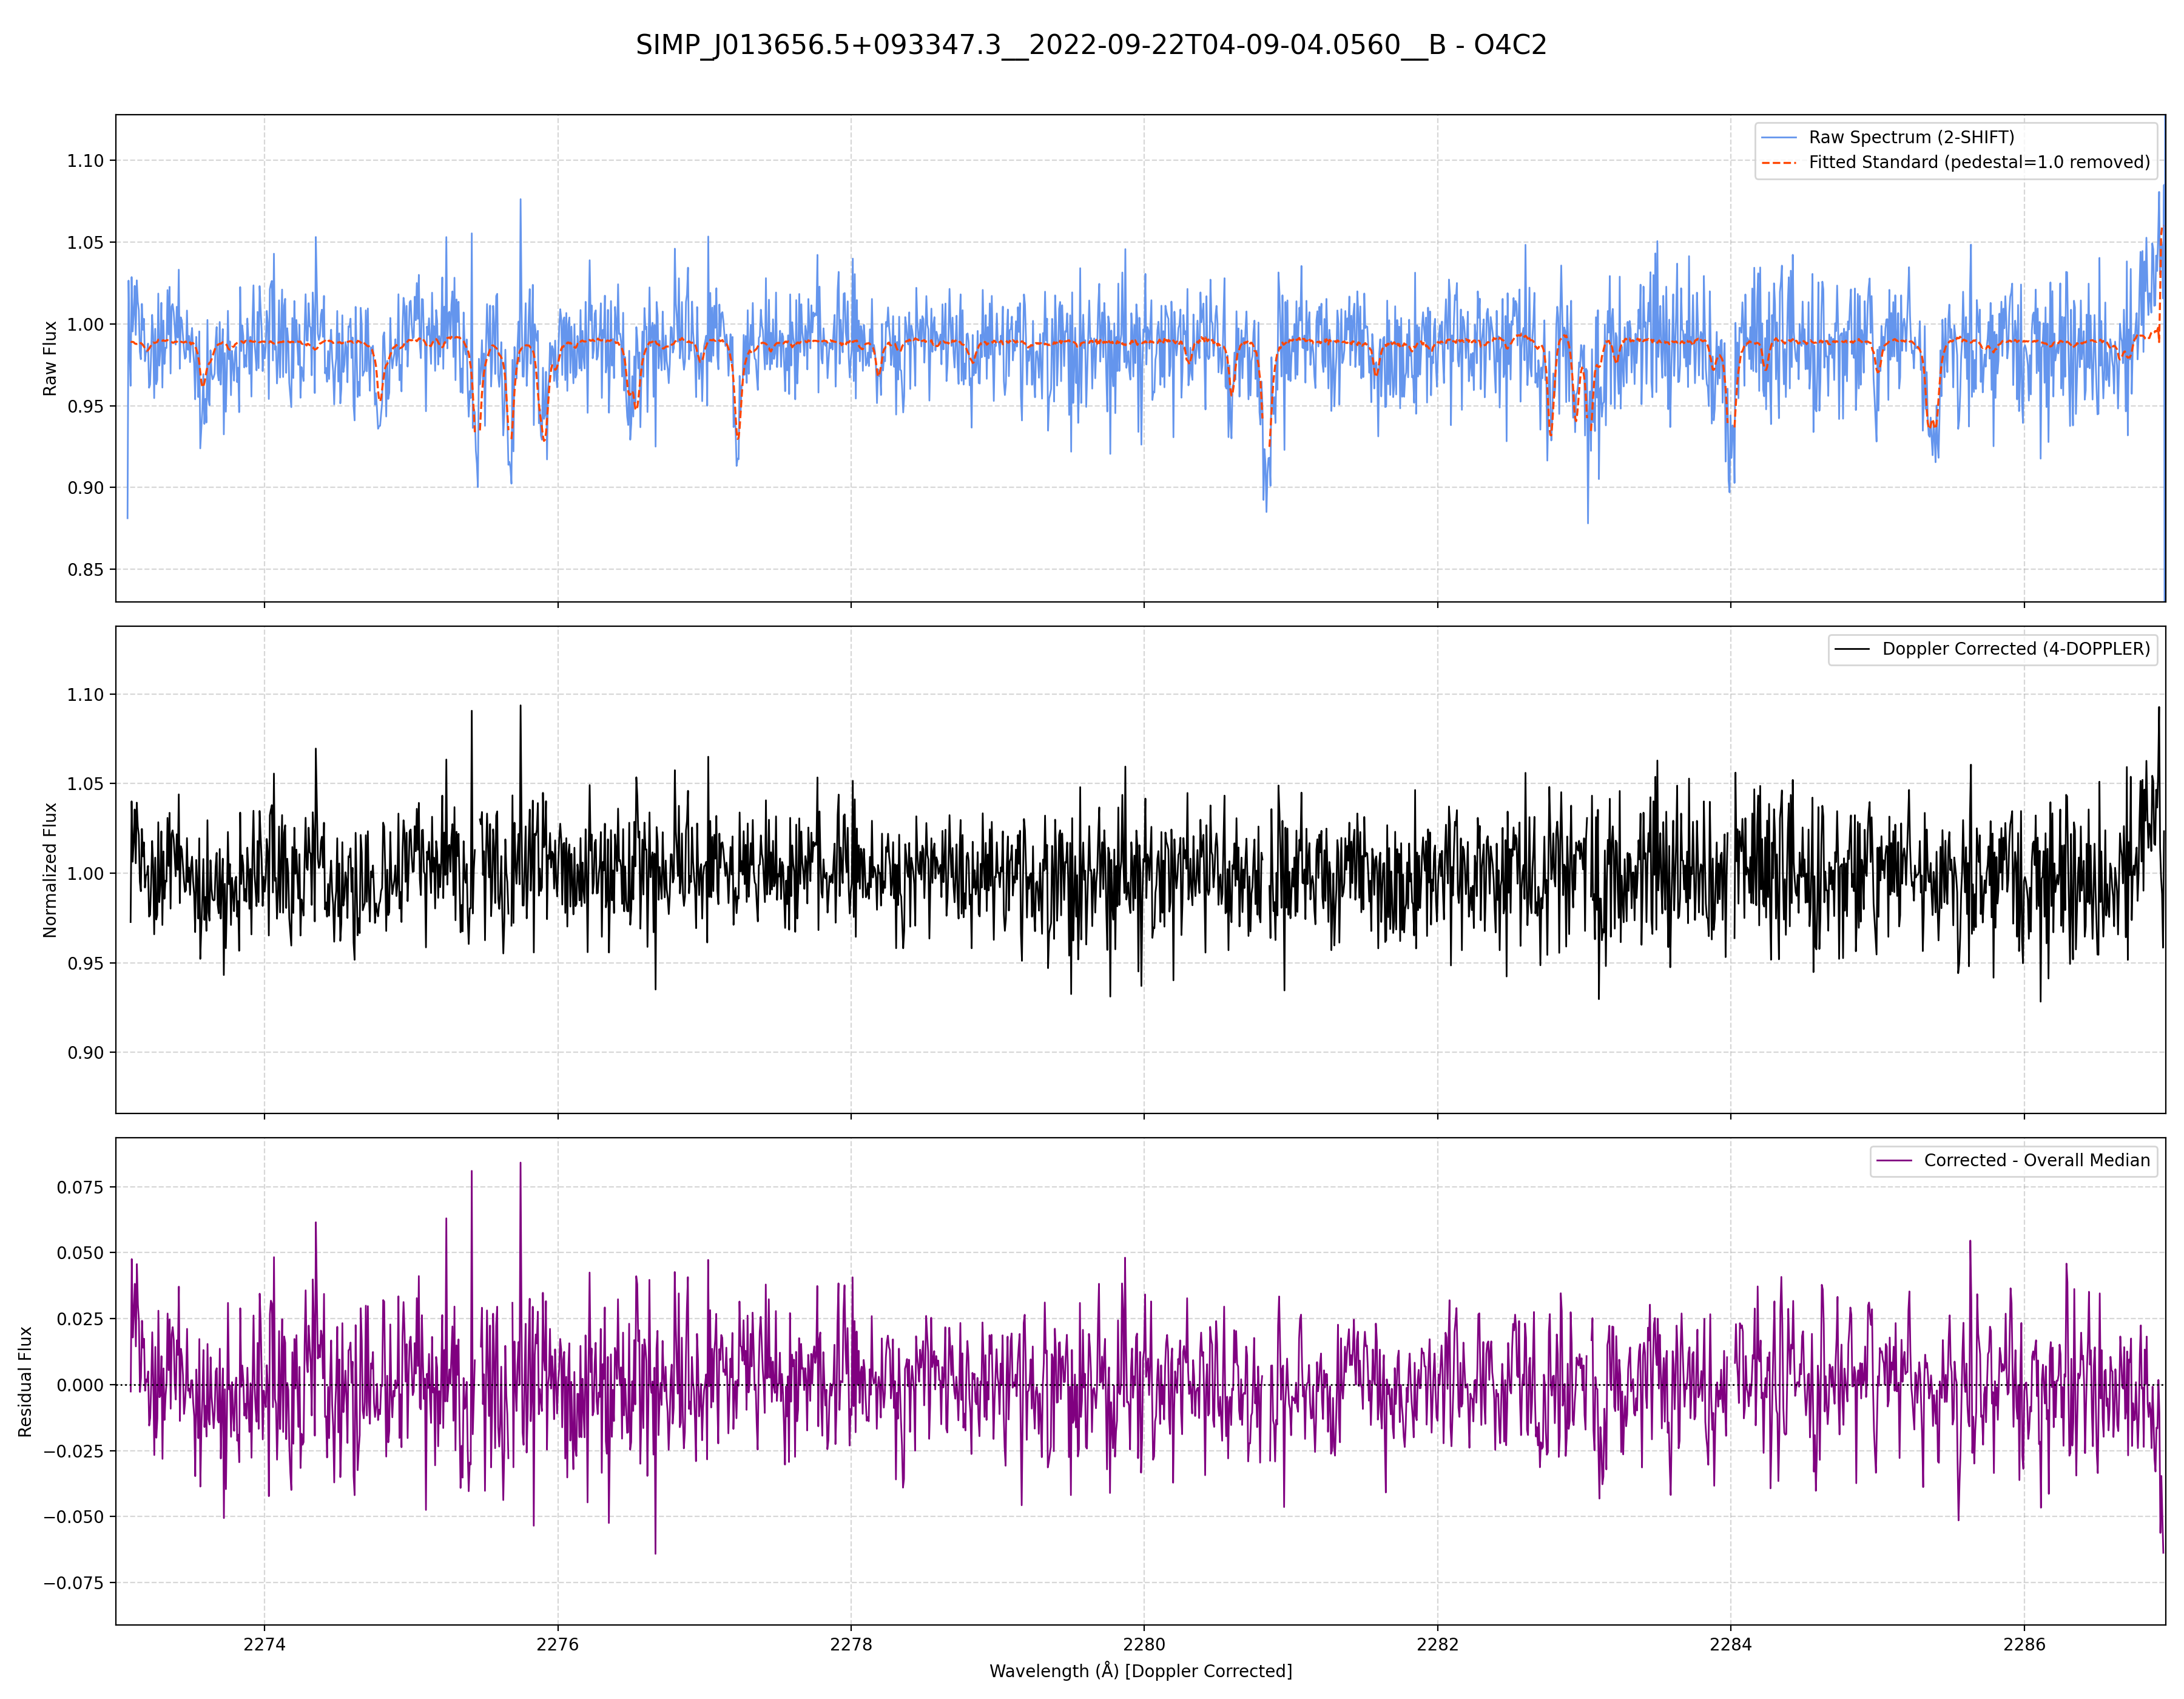 SIMP_J013656.5+093347.3__2022-09-22T04-09-04.0560__B - O4C2
Raw Spectrum (2-SHIFT)
Fitted Standard (pedestal=1.0 removed)
1.10
1.05
1.00
0.95
0.90
0.85
Raw Flux
Doppler Corrected (4-DOPPLER)
1.10
1.05
1.00
0.95
0.90
Normalized Flux
Corrected - Overall Median
0.075
0.050
0.025
0.000
−0.025
−0.050
−0.075
Residual Flux
2274 2276 2278 2280 2282 2284 2286
Wavelength (Å) [Doppler Corrected]